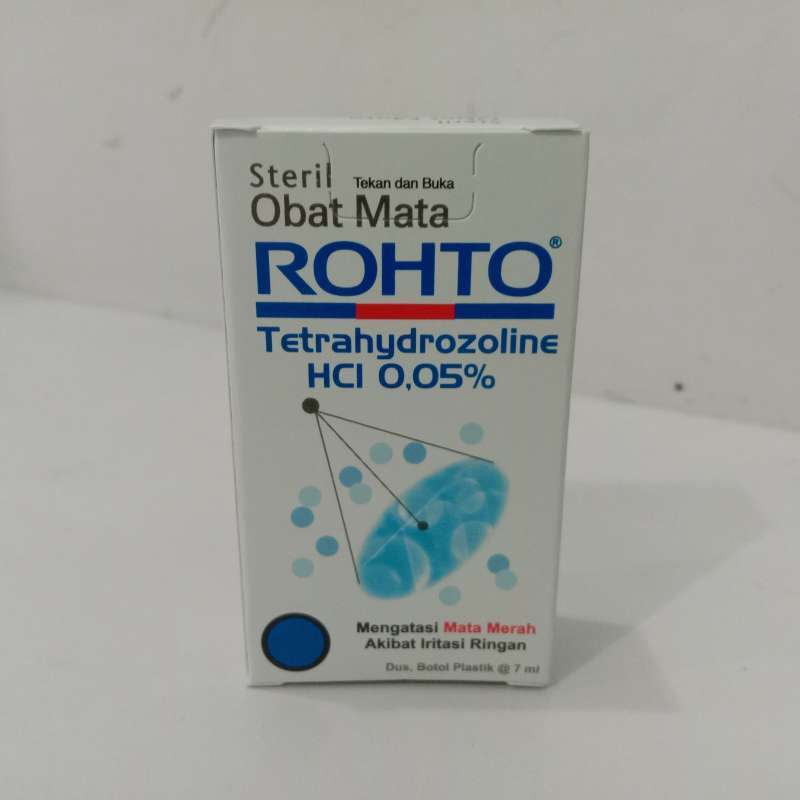 Steril
Tekan dan Buka
Obat Mata
ROHTO®
Tetrahydrozoline
HCl 0,05%
Mengatasi Mata Merah
Akibat Iritasi Ringan
Dus, Botol Plastik @ 7 ml